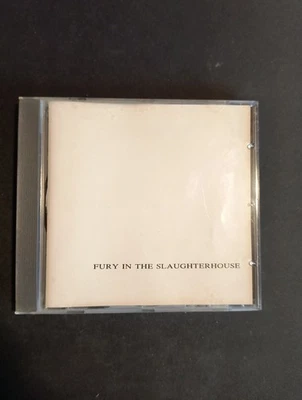 FURY IN THE SLAUGHTERHOUSE